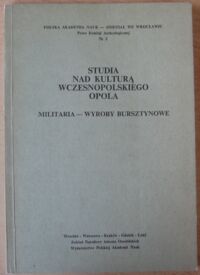 POLSKA AKADEMIA NAUK — ODDZIAŁ WE WROCŁAWIU
Prace Komisji Archeologicznej
Nr 2
STUDIA
NAD KULTURĄ
WCZESNOPOLSKIEGO
OPOLA
MILITARIA — WYROBY BURSZTYNOWE
Wrocław · Warszawa · Kraków · Gdańsk · Łódź
Zakład Narodowy imienia Ossolińskich
Wydawnictwo Polskiej Akademii Nauk